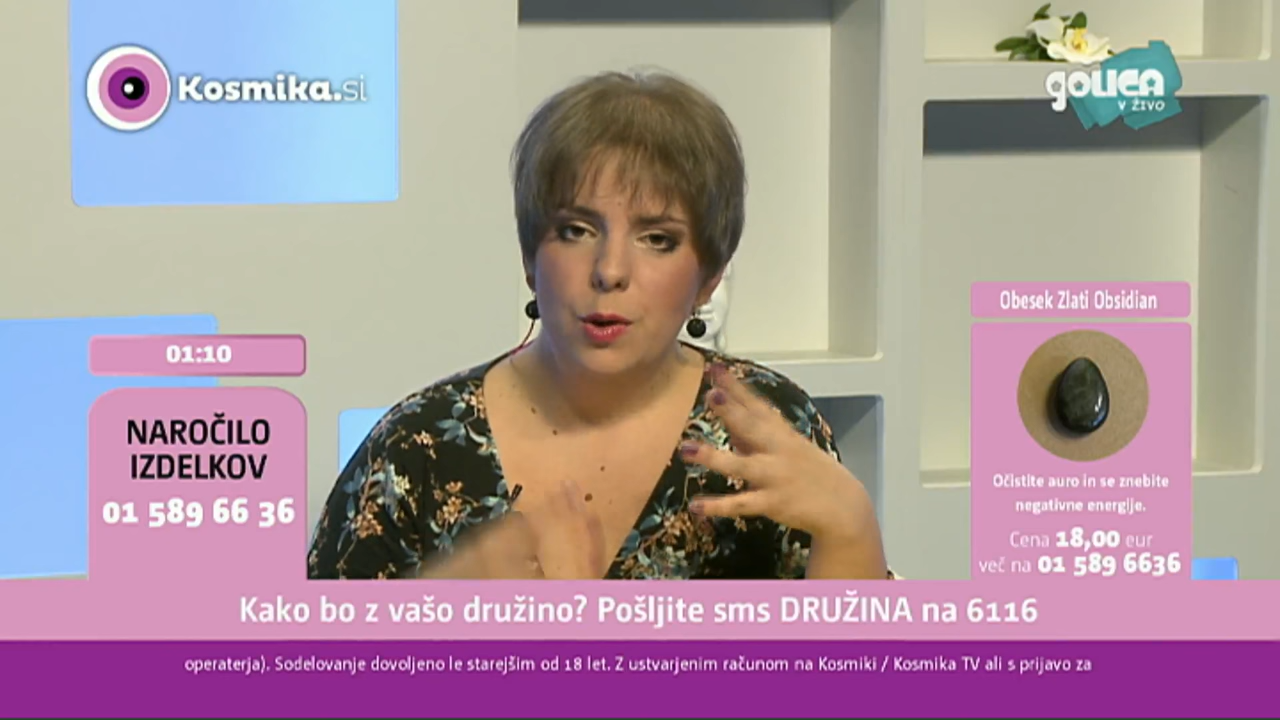 Kosmika.si
GOLICA
V ŽIVO
Obesek Zlati Obsidian
01:10
NAROČILO
IZDELKOV
01 589 66 36
Očistite auro in se znebite
negativne energije.
Cena 18,00 eur
več na 01 589 6636
Kako bo z vašo družino? Pošljite sms DRUŽINA na 6116
operaterja). Sodelovanje dovoljeno le starejšim od 18 let. Z ustvarjenim računom na Kosmiki / Kosmika TV ali s prijavo za